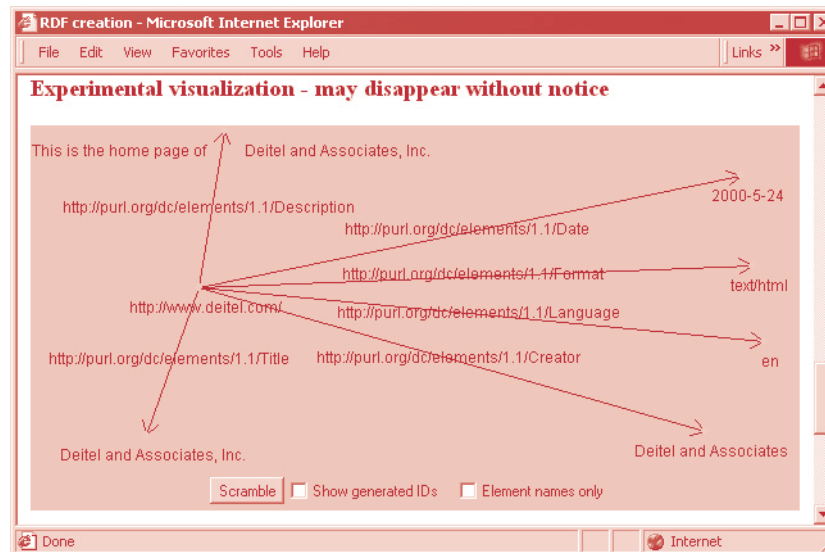 RDF creation - Microsoft Internet Explorer
File Edit View Favorites Tools Help Links »
Experimental visualization - may disappear without notice
This is the home page of Deitel and Associates, Inc.
2000-5-24
http://purl.org/dc/elements/1.1/Description
http://purl.org/dc/elements/1.1/Date
http://purl.org/dc/elements/1.1/Format
text/html
http://www.deitel.com/
http://purl.org/dc/elements/1.1/Language
http://purl.org/dc/elements/1.1/Title
http://purl.org/dc/elements/1.1/Creator
en
Deitel and Associates, Inc.
Deitel and Associates
Scramble Show generated IDs Element names only
Done Internet